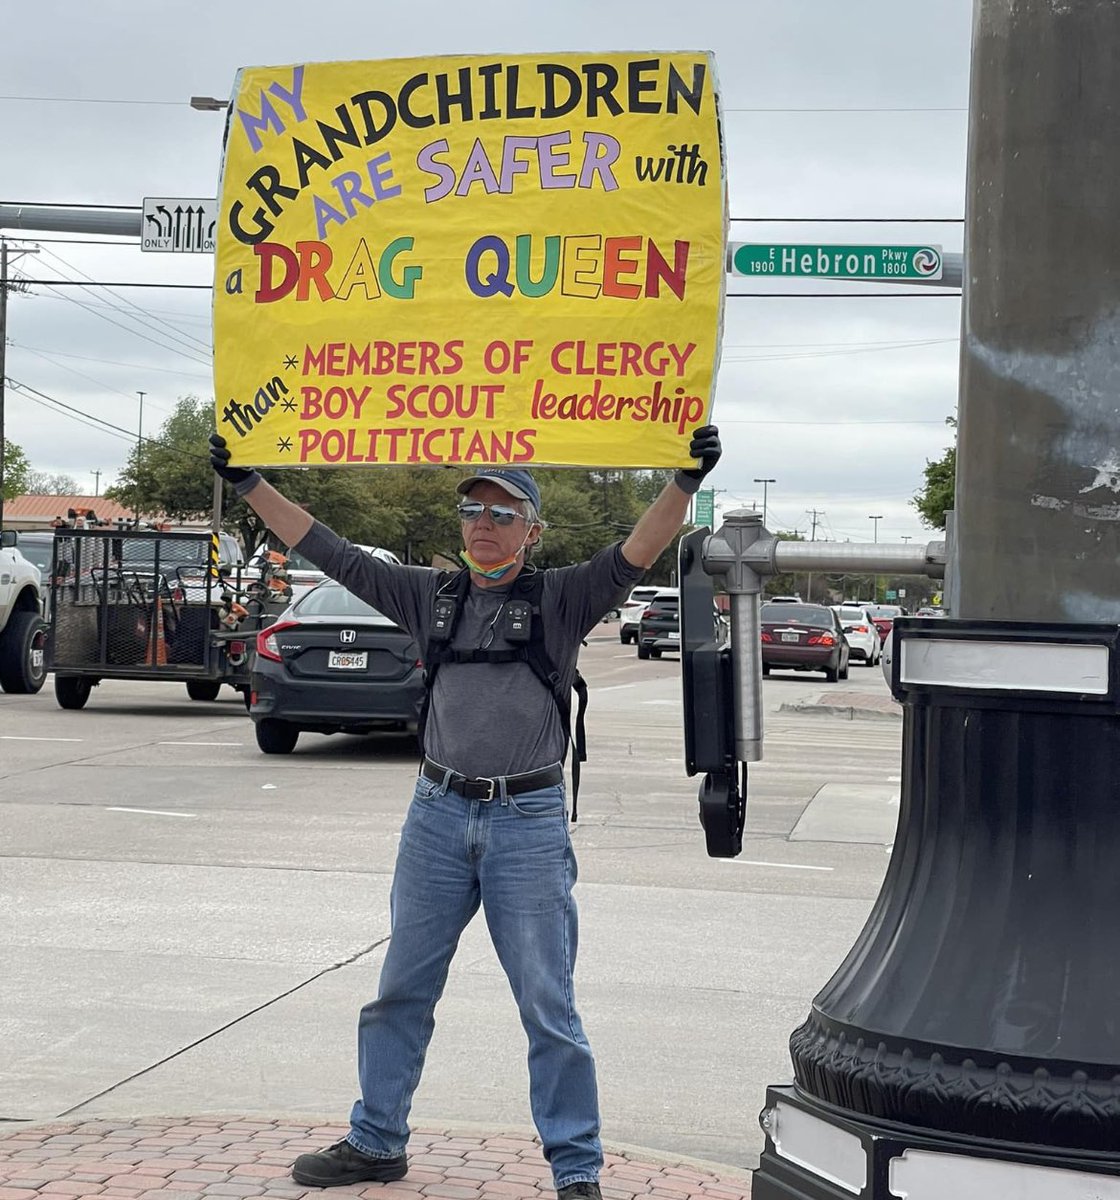 MY
GRANDCHILDREN
ARE SAFER with
a DRAG QUEEN
than
*MEMBERS OF CLERGY
*BOY SCOUT leadership
*POLITICIANS
ONLY
E
1900 Hebron Pkwy
1800
CIVIC